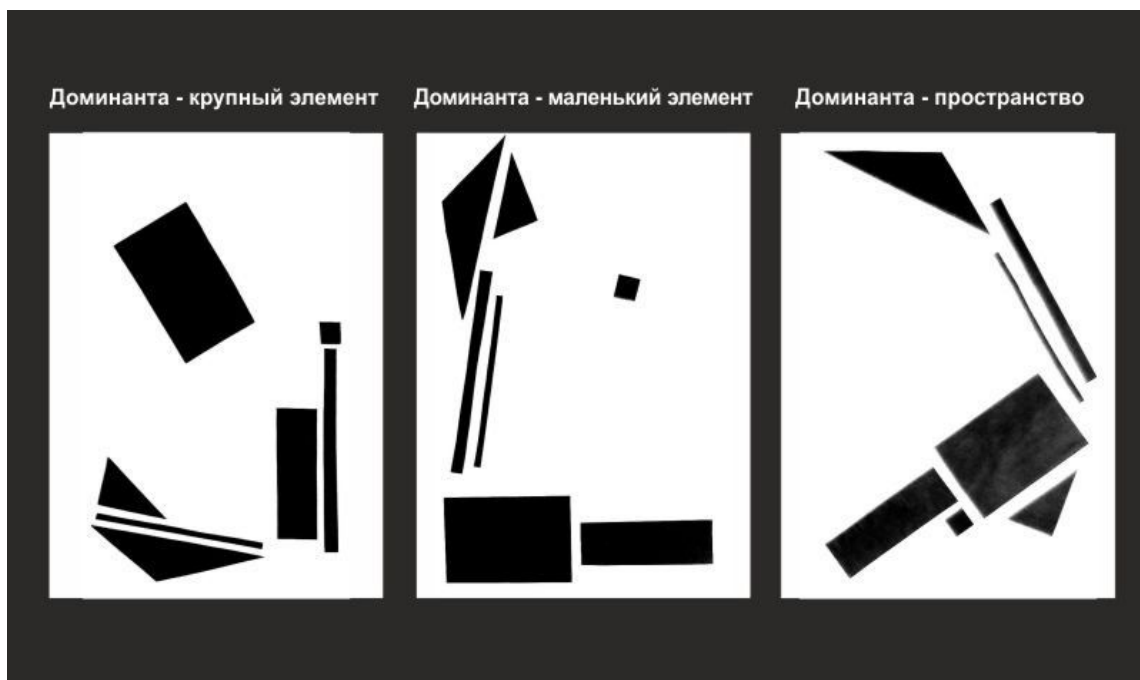 Доминанта - крупный элемент
Доминанта - маленький элемент
Доминанта - пространство